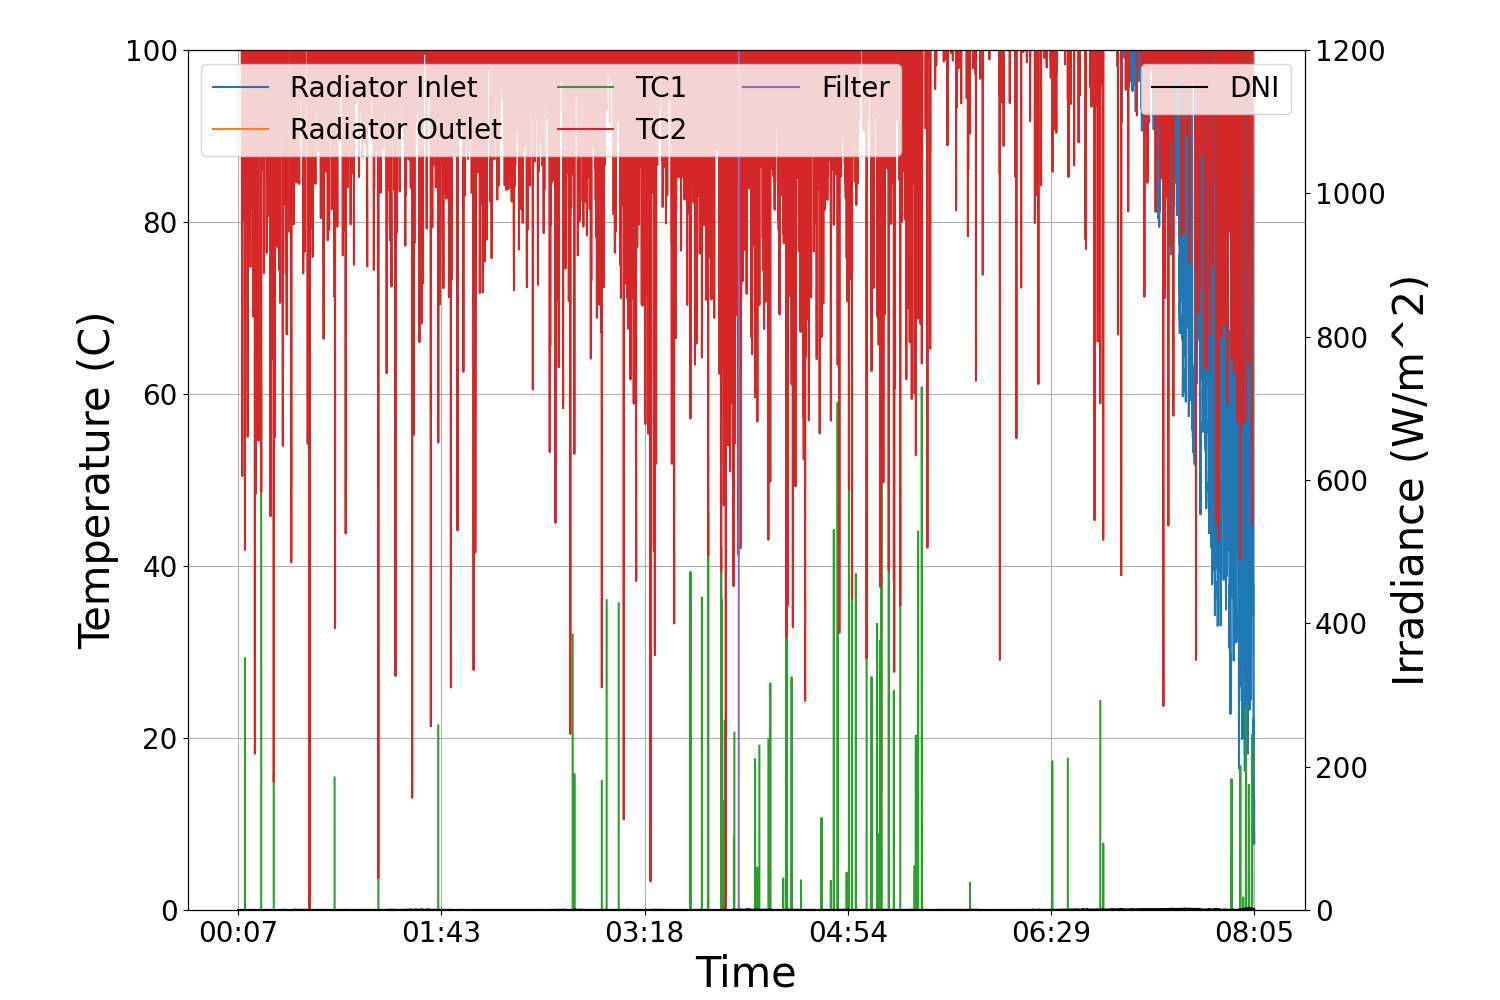 Radiator Inlet
Radiator Outlet
TC1
TC2
Filter
DNI
Temperature (C)
100
80
60
40
20
0
1200
1000
800
600
400
200
0
Irradiance (W/m^2)
00:07 01:43 03:18 04:54 06:29 08:05
Time